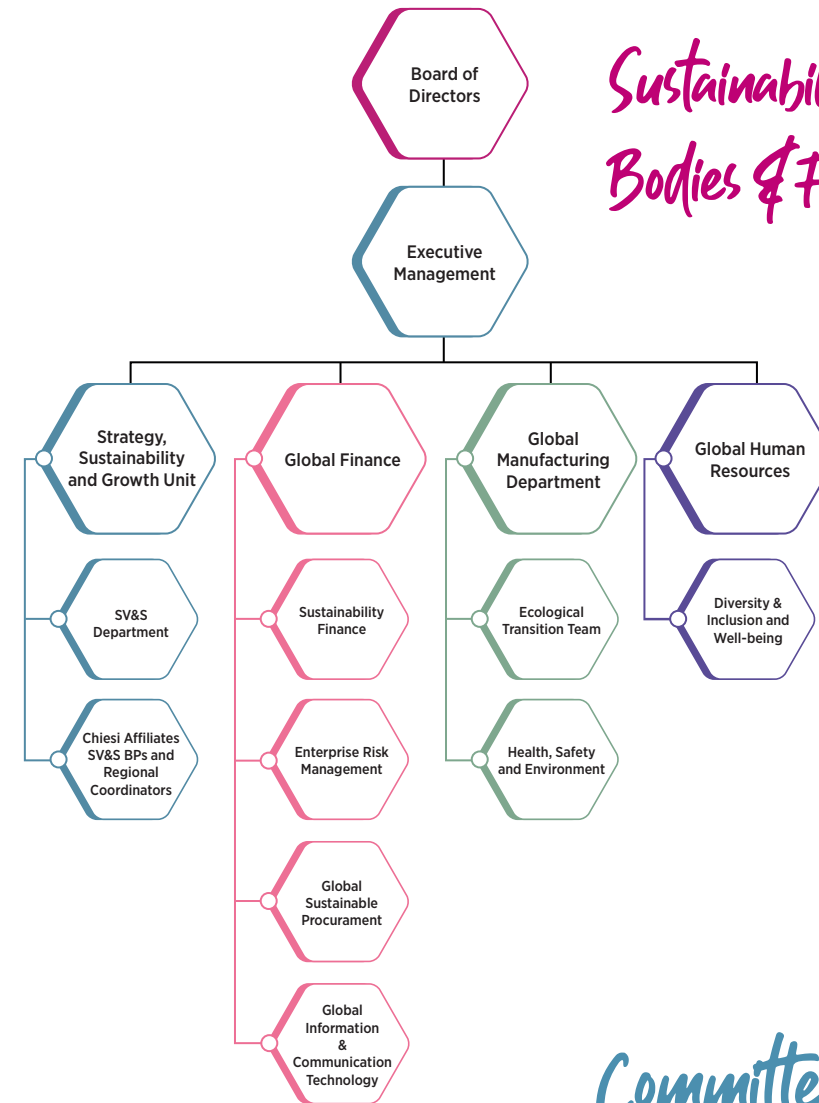 Board of
Directors
Executive
Management
Strategy,
Sustainability
and Growth Unit
Global Finance
Global
Manufacturing
Department
Global Human
Resources
SV&S
Department
Sustainability
Finance
Ecological
Transition Team
Diversity &
Inclusion and
Well-being
Chiesi Affiliates
SV&S BPs and
Regional
Coordinators
Enterprise Risk
Management
Health, Safety
and Environment
Global
Sustainable
Procurament
Global
Information
&
Communication
Technology
Bodies &